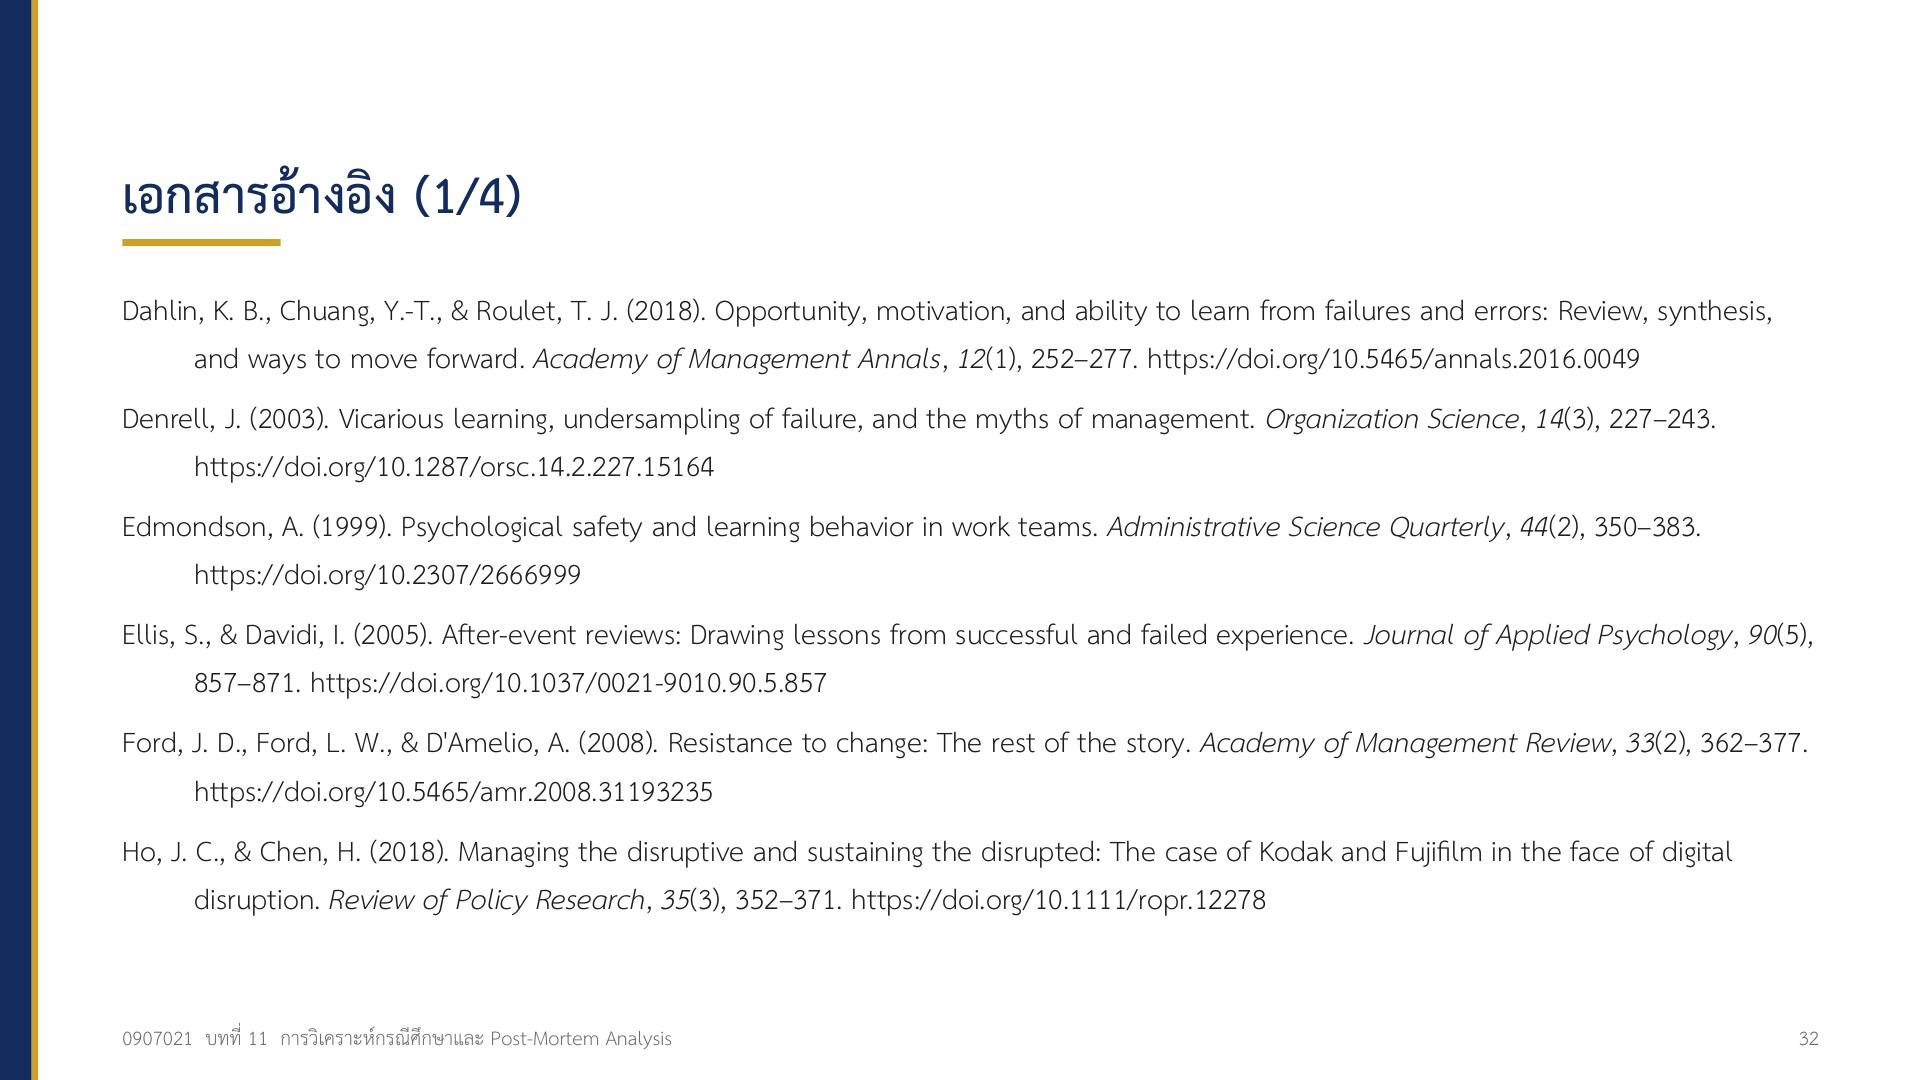 เอกสารอ้างอิง (1/4)
Dahlin, K. B., Chuang, Y.-T., & Roulet, T. J. (2018). Opportunity, motivation, and ability to learn from failures and errors: Review, synthesis,
and ways to move forward. Academy of Management Annals, 12(1), 252–277. https://doi.org/10.5465/annals.2016.0049
Denrell, J. (2003). Vicarious learning, undersampling of failure, and the myths of management. Organization Science, 14(3), 227–243.
https://doi.org/10.1287/orsc.14.2.227.15164
Edmondson, A. (1999). Psychological safety and learning behavior in work teams. Administrative Science Quarterly, 44(2), 350–383.
https://doi.org/10.2307/2666999
Ellis, S., & Davidi, I. (2005). After-event reviews: Drawing lessons from successful and failed experience. Journal of Applied Psychology, 90(5),
857–871. https://doi.org/10.1037/0021-9010.90.5.857
Ford, J. D., Ford, L. W., & D'Amelio, A. (2008). Resistance to change: The rest of the story. Academy of Management Review, 33(2), 362–377.
https://doi.org/10.5465/amr.2008.31193235
Ho, J. C., & Chen, H. (2018). Managing the disruptive and sustaining the disrupted: The case of Kodak and Fujifilm in the face of digital
disruption. Review of Policy Research, 35(3), 352–371. https://doi.org/10.1111/ropr.12278
0907021 บทที่ 11 การวิเคราะห์กรณีศึกษาและ Post-Mortem Analysis
32